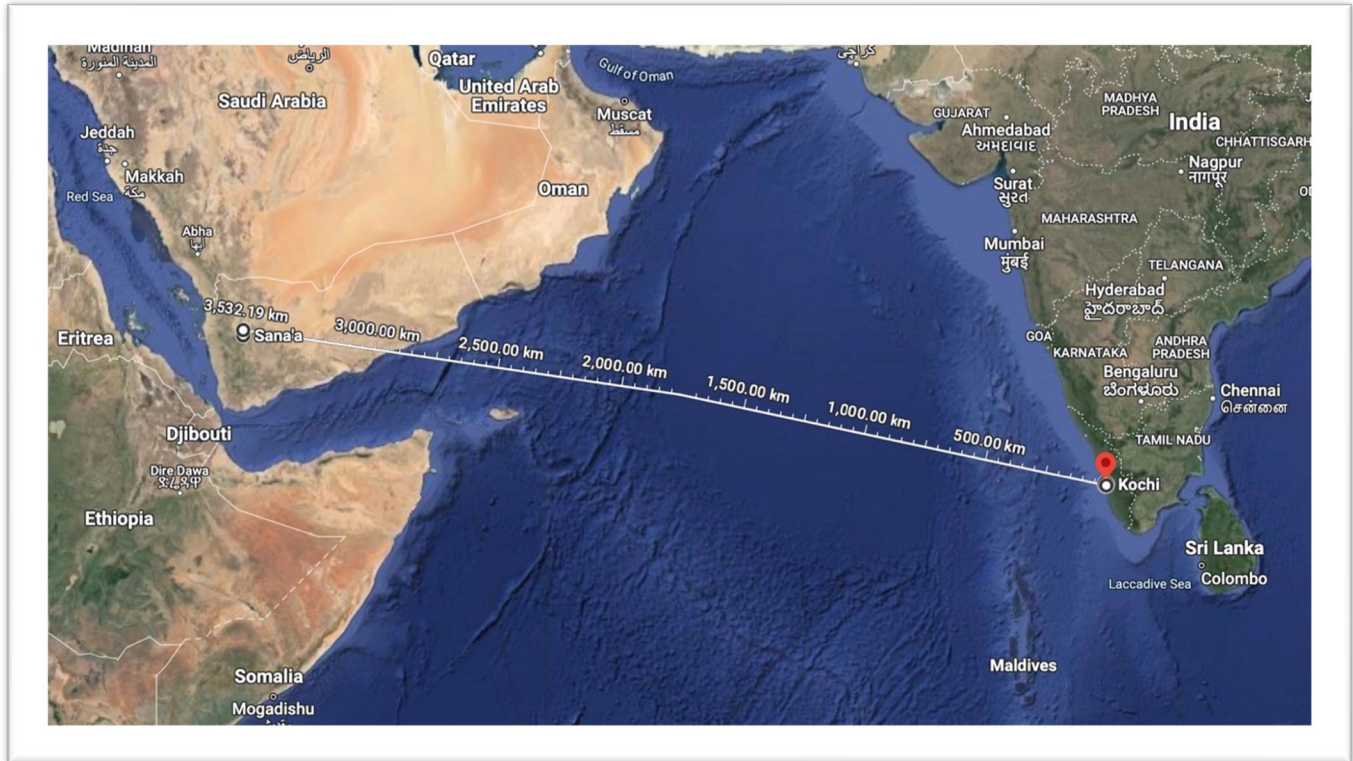 Madinah
المدينة المنورة
الرياض
Qatar
United Arab
Emirates
Gulf of Oman
كراچی
Saudi Arabia
Muscat
مسقط
GUJARAT
Ahmedabad
અમદાવાદ
MADHYA
PRADESH
India
CHHATTISGARH
Jeddah
جدة
Makkah
مكة
Red Sea
Oman
Surat
સુરત
Nagpur
नागपूर
Abha
أبها
MAHARASHTRA
Mumbai
मुंबई
TELANGANA
Hyderabad
హైదరాబాద్
3,532.19 km
Sana'a
3,000.00 km
2,500.00 km
2,000.00 km
1,500.00 km
1,000.00 km
500.00 km
Eritrea
GOA
KARNATAKA
ANDHRA
PRADESH
Bengaluru
ಬೆಂಗಳೂರು
Chennai
சென்னை
Djibouti
TAMIL NADU
Dire Dawa
ድሬዳዋ
Kochi
Ethiopia
Sri Lanka
Colombo
Laccadive Sea
Maldives
Somalia
Mogadishu